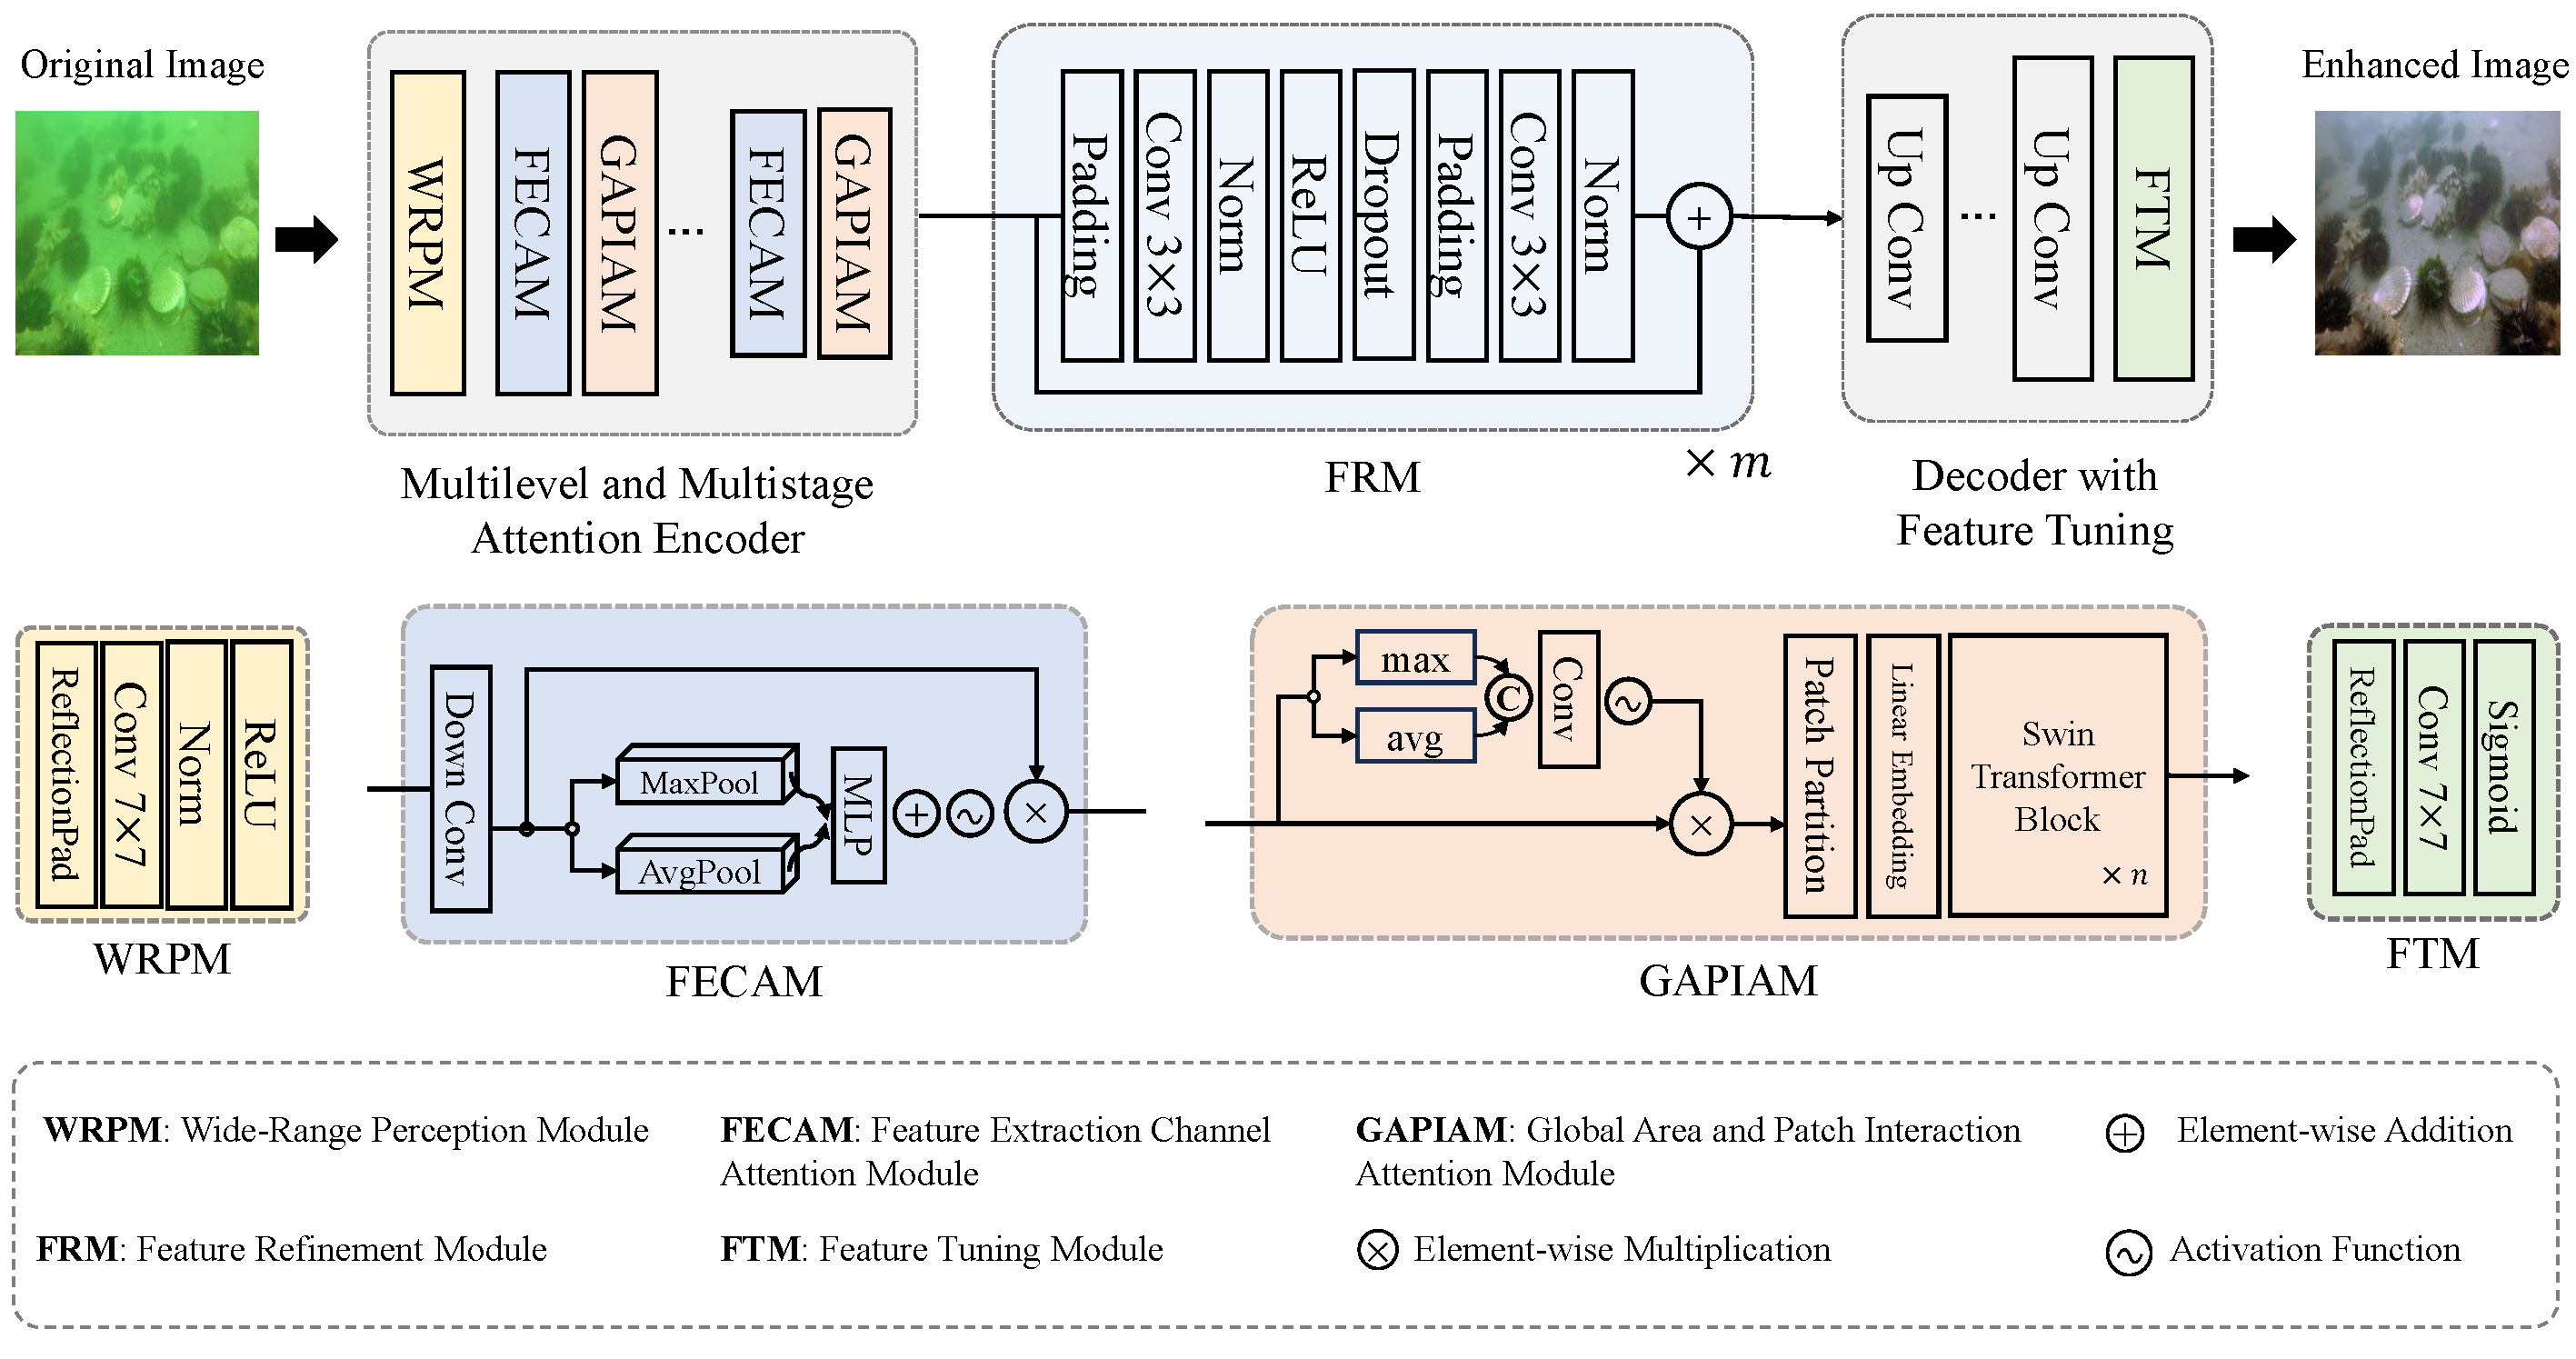 Original Image
Enhanced Image
WRPM
FECAM
GAPIAM
...
FECAM
GAPIAM
Padding
Conv 3×3
Norm
ReLU
Dropout
Padding
Conv 3×3
Norm
+
Up Conv
...
Up Conv
FTM
Multilevel and Multistage
Attention Encoder
FRM
× m
Decoder with
Feature Tuning
ReflectionPad
Conv 7×7
Norm
ReLU
WRPM
Down Conv
MaxPool
AvgPool
MLP
+
~
×
FECAM
max
avg
C
Conv
~
×
Patch Partition
Linear Embedding
Swin
Transformer
Block
× n
GAPIAM
ReflectionPad
Conv 7×7
Sigmoid
FTM
WRPM: Wide-Range Perception Module
FECAM: Feature Extraction Channel
Attention Module
GAPIAM: Global Area and Patch Interaction
Attention Module
+ Element-wise Addition
FRM: Feature Refinement Module
FTM: Feature Tuning Module
× Element-wise Multiplication
~ Activation Function